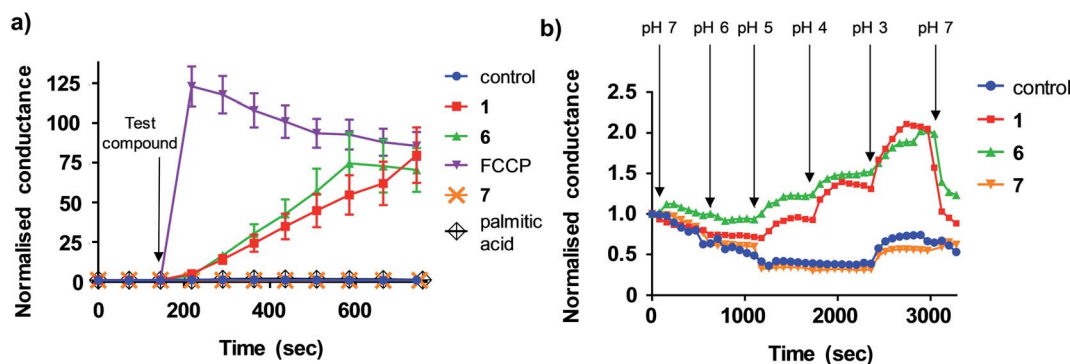 a)
Normalised conductance
125
100
75
50
25
0
0
200
400
600
Time (sec)
Test
compound
control
1
6
FCCP
7
palmitic
acid
b)
pH 7
pH 6
pH 5
pH 4
pH 3
pH 7
Normalised conductance
2.5
2.0
1.5
1.0
0.5
0
0
1000
2000
3000
Time (sec)
control
1
6
7